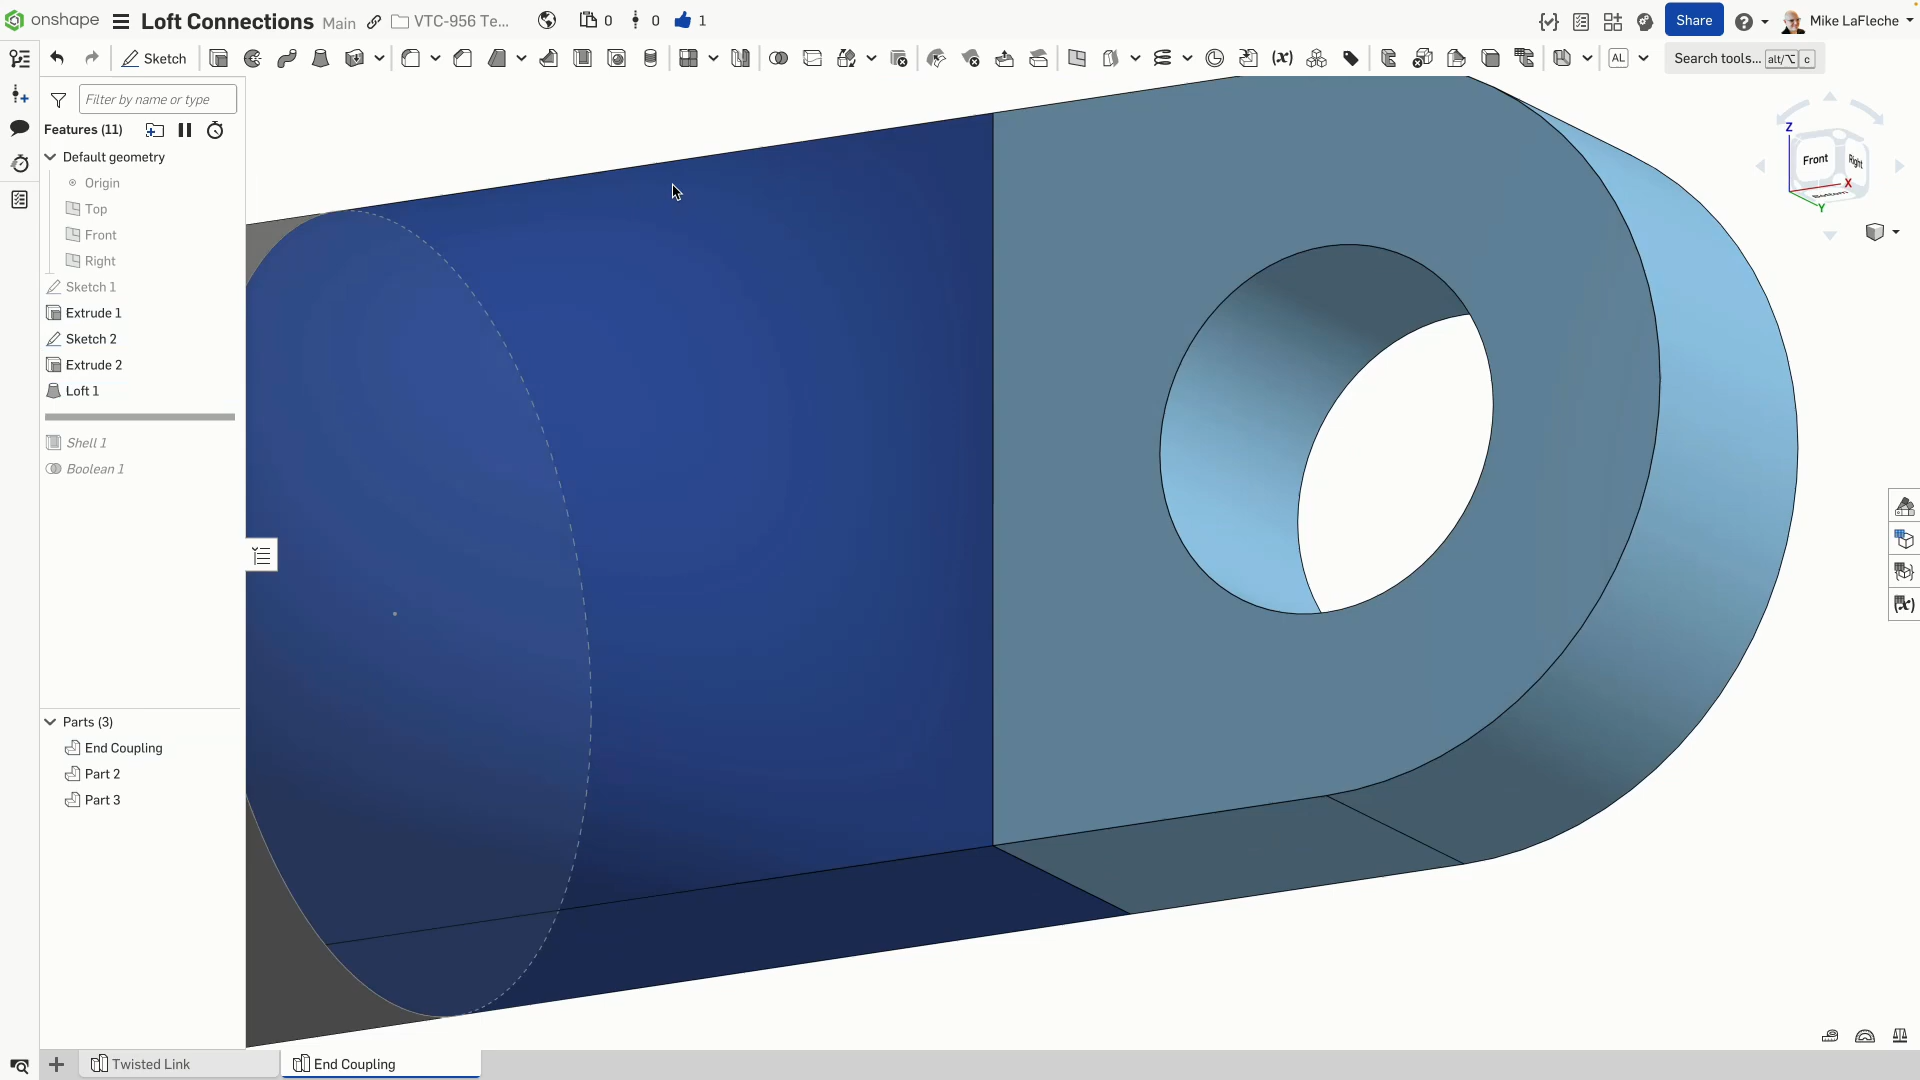 onshape
Loft Connections Main VTC-956 Te... 0 0 1
Share
Mike LaFleche
Sketch
(x)
AL
Search tools... alt/⌥ c
Filter by name or type
Features (11)
Default geometry
Origin
Top
Front
Right
Sketch 1
Extrude 1
Sketch 2
Extrude 2
Loft 1
Shell 1
Boolean 1
Parts (3)
End Coupling
Part 2
Part 3
Z
Front
Right
X
Bottom
Y
(x)
Twisted Link
End Coupling